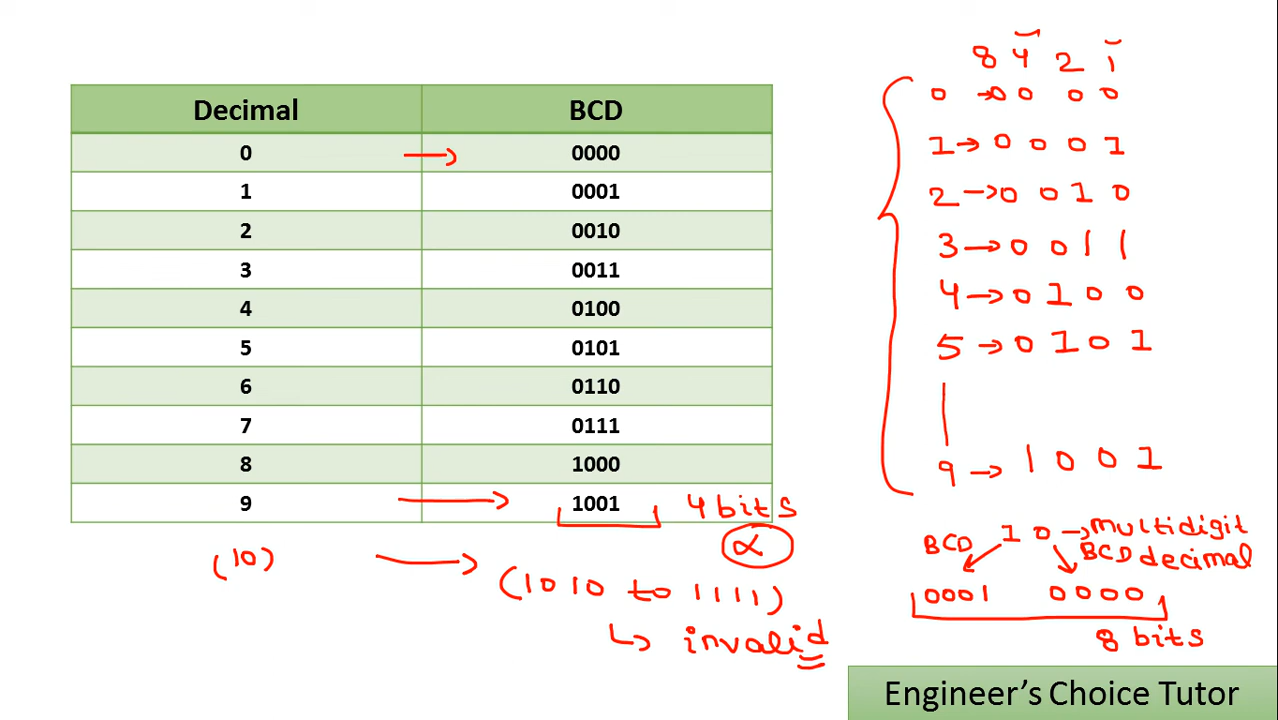 Decimal BCD
0 → 0000
1 0001
2 0010
3 0011
4 0100
5 0101
6 0110
7 0111
8 1000
9 → 1001 4 bits
(10) → (1010 to 1111)
↳ invalid
8 4 2 1
0 → 0 0 0 0
1 → 0 0 0 1
2 → 0 0 1 0
3 → 0 0 1 1
4 → 0 1 0 0
5 → 0 1 0 1
9 → 1 0 0 1
BCD 1 0 → multidigit
BCD decimal
0001 0000
8 bits
Engineer's Choice Tutor